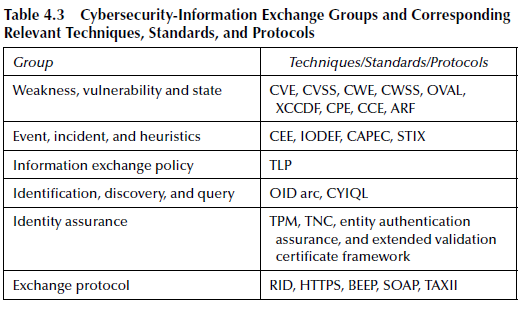 Table 4.3 Cybersecurity-Information Exchange Groups and Corresponding
Relevant Techniques, Standards, and Protocols
Group Techniques/Standards/Protocols
Weakness, vulnerability and state CVE, CVSS, CWE, CWSS, OVAL,
XCCDF, CPE, CCE, ARF
Event, incident, and heuristics CEE, IODEF, CAPEC, STIX
Information exchange policy TLP
Identification, discovery, and query OID arc, CYIQL
Identity assurance TPM, TNC, entity authentication
assurance, and extended validation
certificate framework
Exchange protocol RID, HTTPS, BEEP, SOAP, TAXII